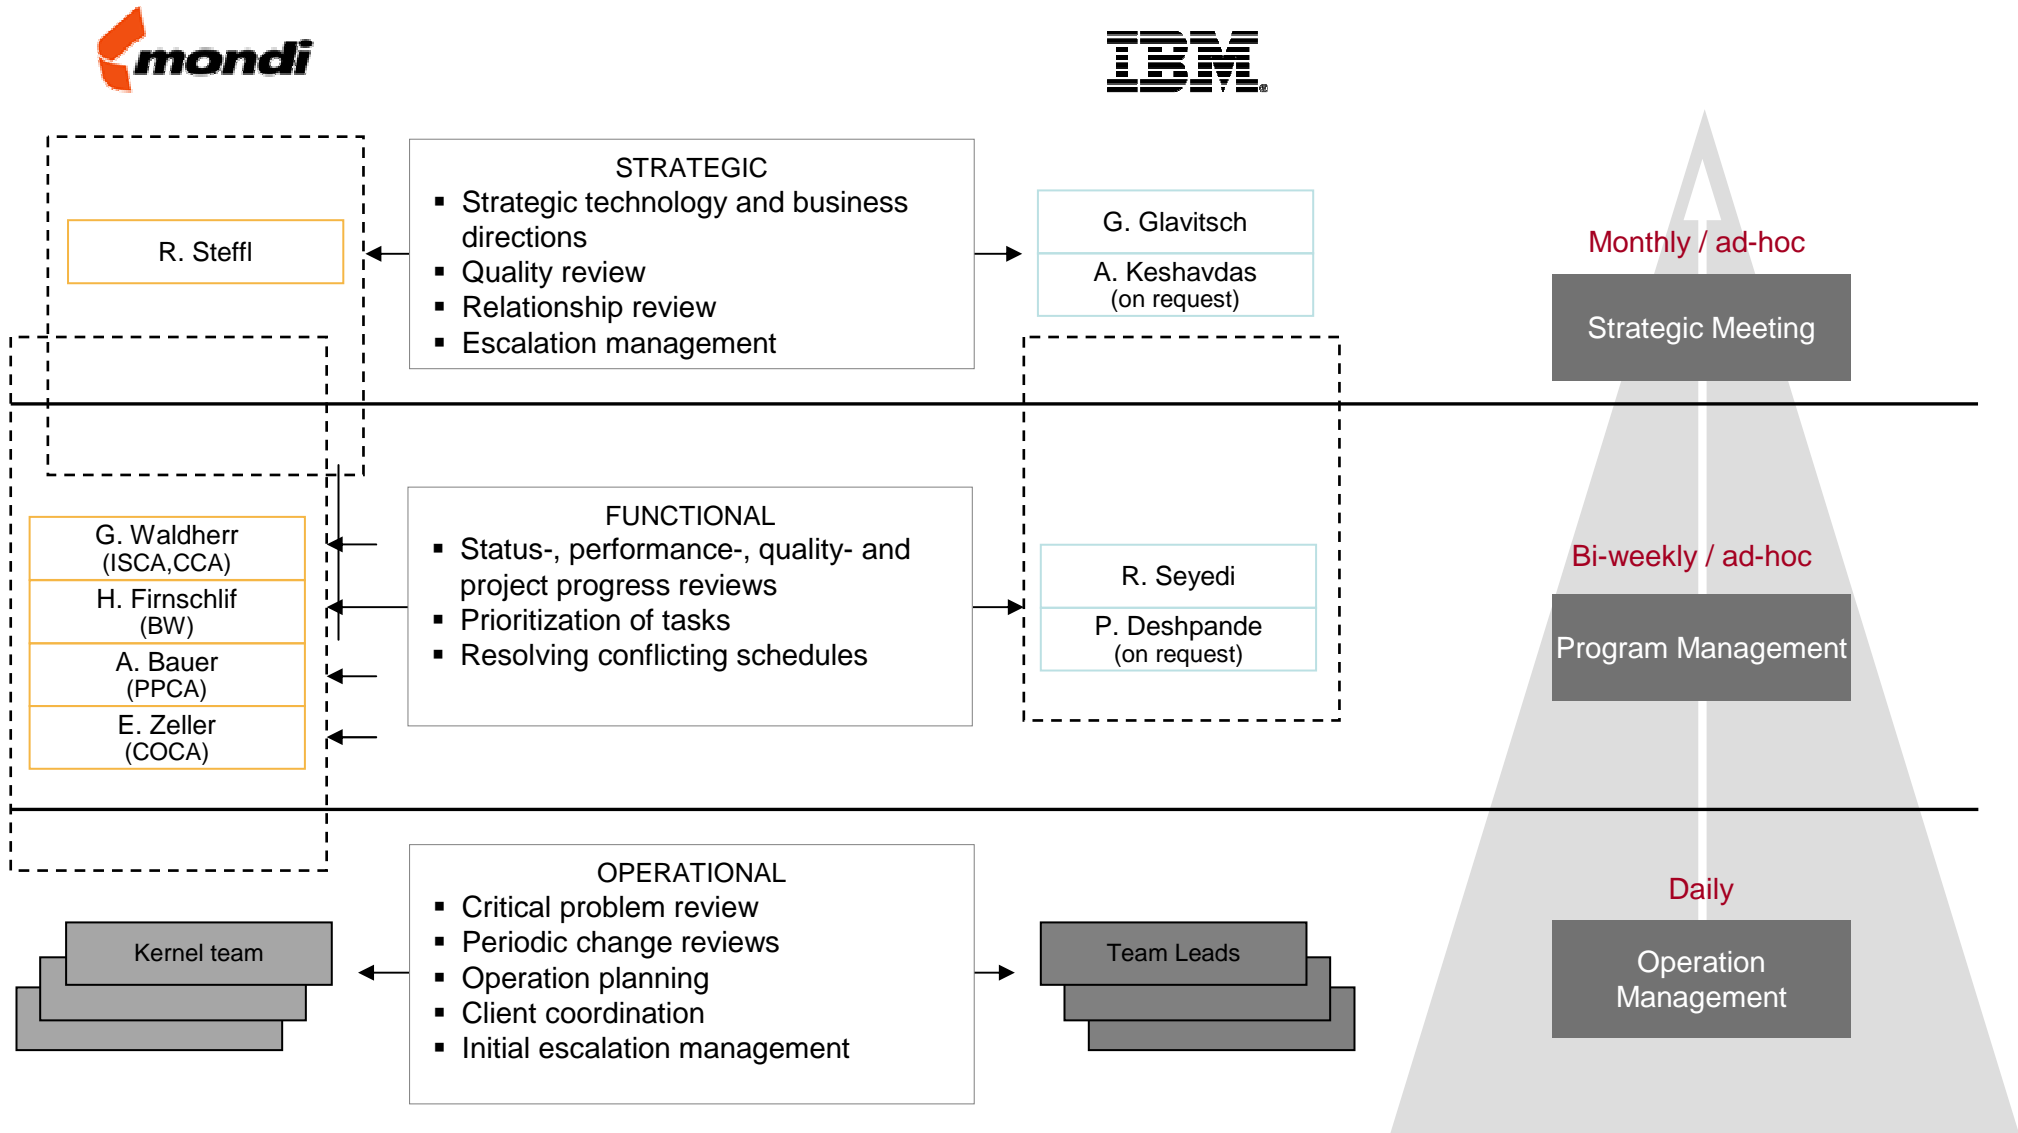 mondi
IBM®
STRATEGIC
▪ Strategic technology and business
directions
▪ Quality review
▪ Relationship review
▪ Escalation management
R. Steffl
G. Glavitsch
A. Keshavdas
(on request)
Monthly / ad-hoc
Strategic Meeting
FUNCTIONAL
▪ Status-, performance-, quality- and
project progress reviews
▪ Prioritization of tasks
▪ Resolving conflicting schedules
G. Waldherr
(ISCA,CCA)
H. Firnschlif
(BW)
A. Bauer
(PPCA)
E. Zeller
(COCA)
R. Seyedi
P. Deshpande
(on request)
Bi-weekly / ad-hoc
Program Management
OPERATIONAL
▪ Critical problem review
▪ Periodic change reviews
▪ Operation planning
▪ Client coordination
▪ Initial escalation management
Kernel team
Team Leads
Daily
Operation
Management